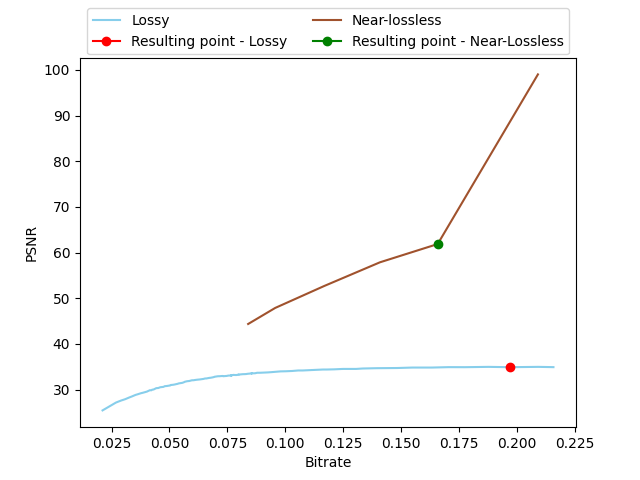 Lossy
Near-lossless
Resulting point - Lossy
Resulting point - Near-Lossless
100
90
80
70
60
50
40
30
PSNR
0.025 0.050 0.075 0.100 0.125 0.150 0.175 0.200 0.225
Bitrate